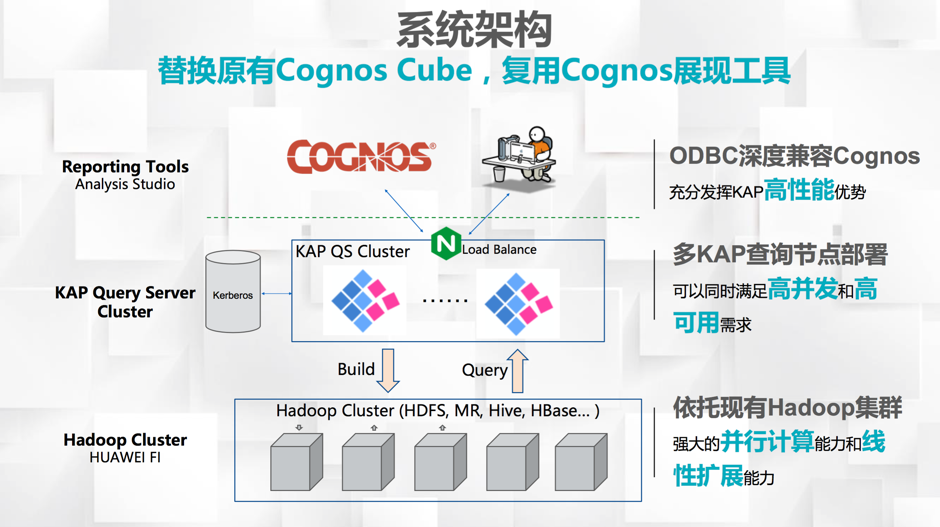 系统架构
替换原有Cognos Cube，复用Cognos展现工具
Reporting Tools
Analysis Studio
COGNOS®
ODBC深度兼容Cognos
充分发挥KAP高性能优势
KAP Query Server
Cluster
Kerberos
KAP QS Cluster
N
Load Balance
......
多KAP查询节点部署
可以同时满足高并发和高
可用需求
Build
Query
Hadoop Cluster
HUAWEI FI
Hadoop Cluster (HDFS, MR, Hive, HBase... )
依托现有Hadoop集群
强大的并行计算能力和线
性扩展能力